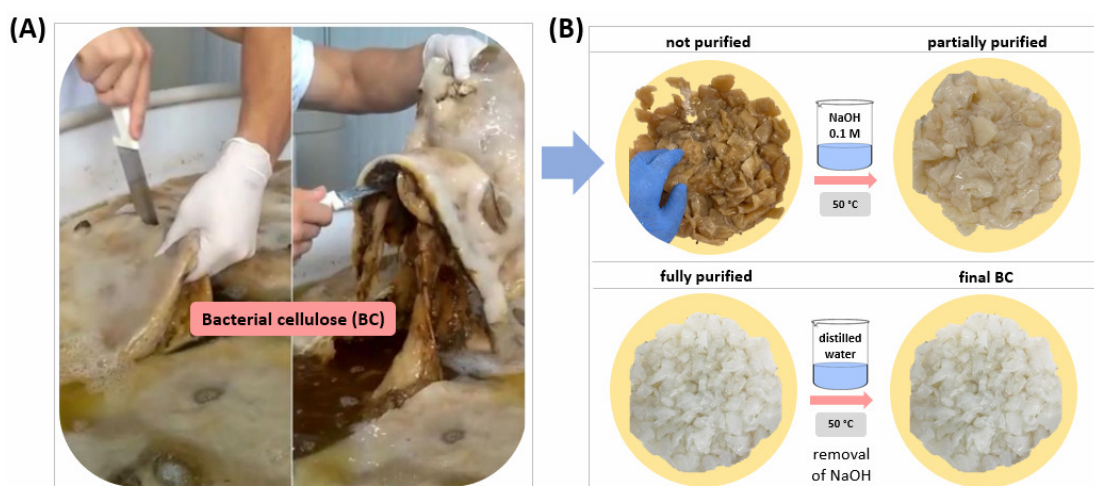 (A)
Bacterial cellulose (BC)
(B)
not purified
partially purified
NaOH
0.1 M
50 °C
fully purified
final BC
distilled
water
50 °C
removal
of NaOH